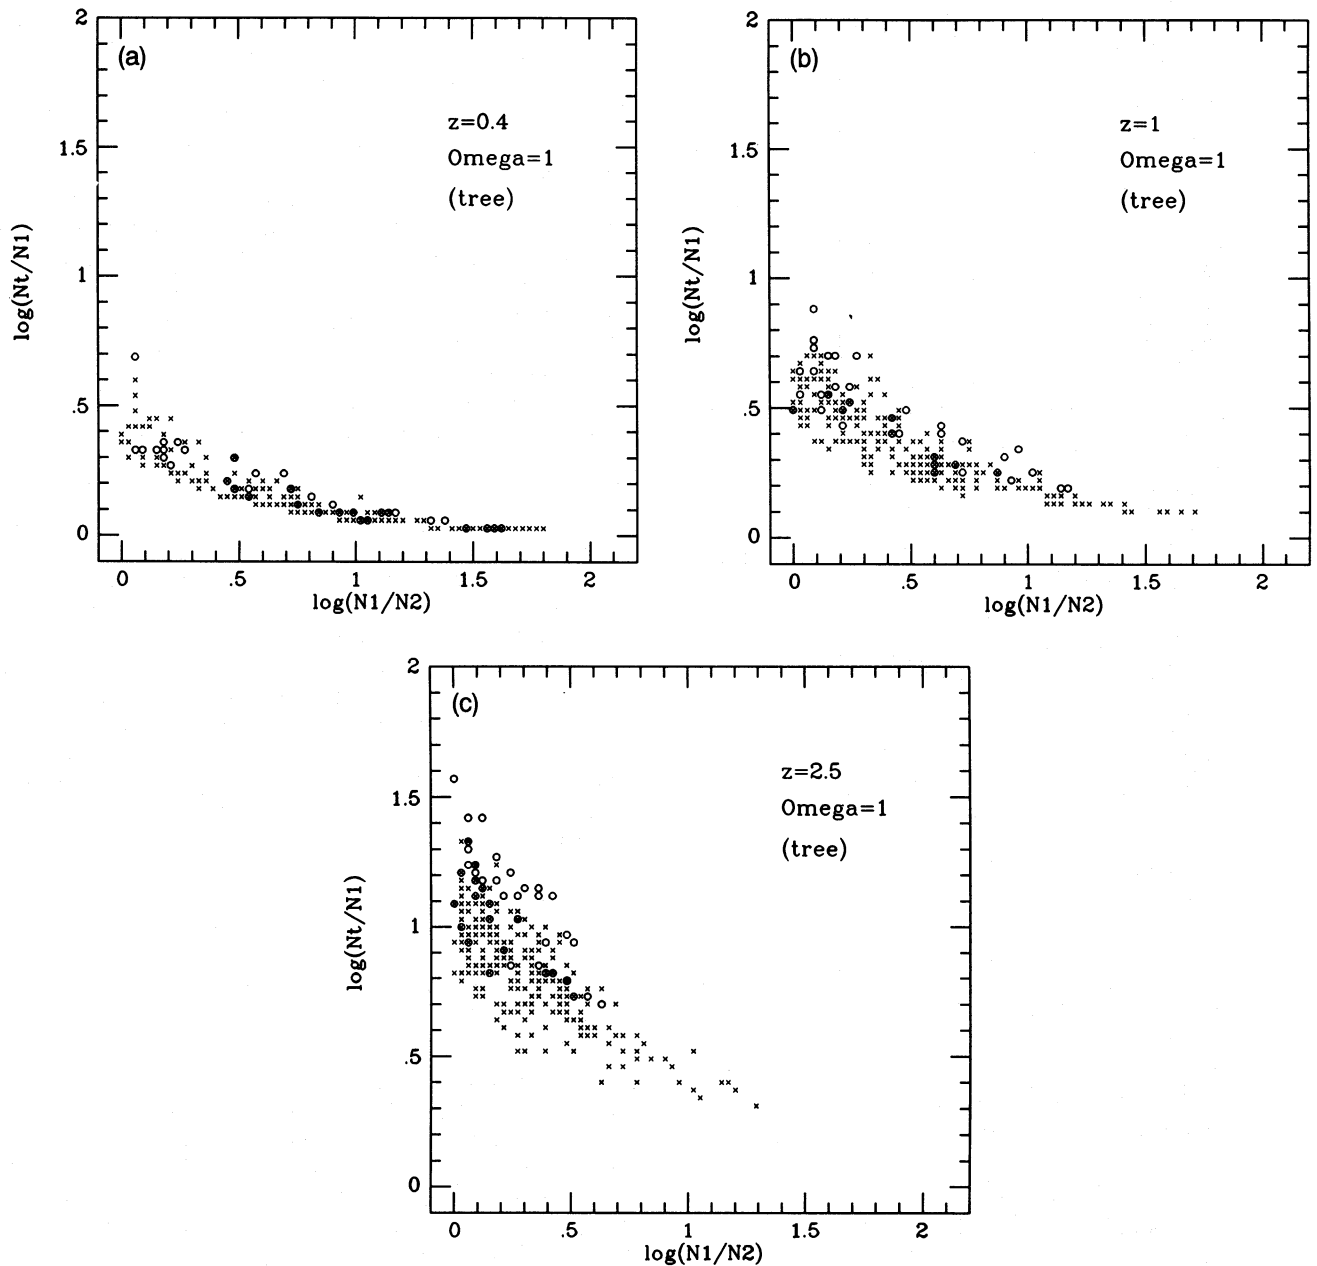 (a)
z=0.4
Omega=1
(tree)
log(Nt/N1)
2
1.5
1
.5
0
0 .5 1 1.5 2
log(N1/N2)
(b)
z=1
Omega=1
(tree)
log(Nt/N1)
2
1.5
1
.5
0
0 .5 1 1.5 2
log(N1/N2)
(c)
z=2.5
Omega=1
(tree)
log(Nt/N1)
2
1.5
1
.5
0
0 .5 1 1.5 2
log(N1/N2)